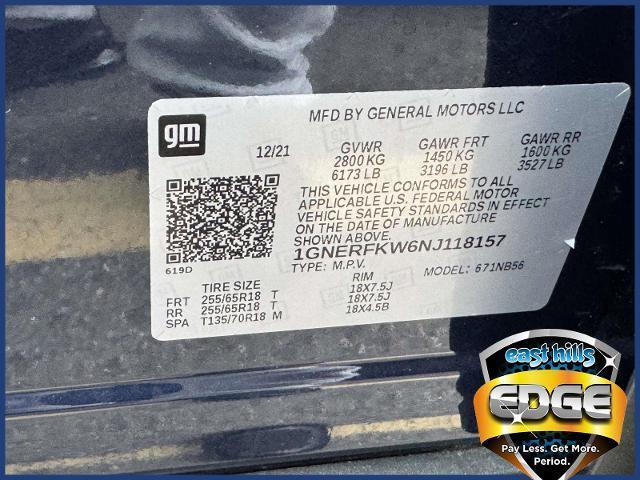 gm
MFD BY GENERAL MOTORS LLC
12/21
GVWR GAWR FRT GAWR RR
2800 KG 1450 KG 1600 KG
6173 LB 3196 LB 3527 LB
THIS VEHICLE CONFORMS TO ALL
APPLICABLE U.S. FEDERAL MOTOR
VEHICLE SAFETY STANDARDS IN EFFECT
ON THE DATE OF MANUFACTURE
SHOWN ABOVE.
1GNERFKW6NJ118157
TYPE: M.P.V. MODEL: 671NB56
619D
TIRE SIZE RIM
FRT 255/65R18 T 18X7.5J
RR 255/65R18 T 18X7.5J
SPA T135/70R18 M 18X4.5B
east hills
EDGE
Pay Less. Go More.
Period.